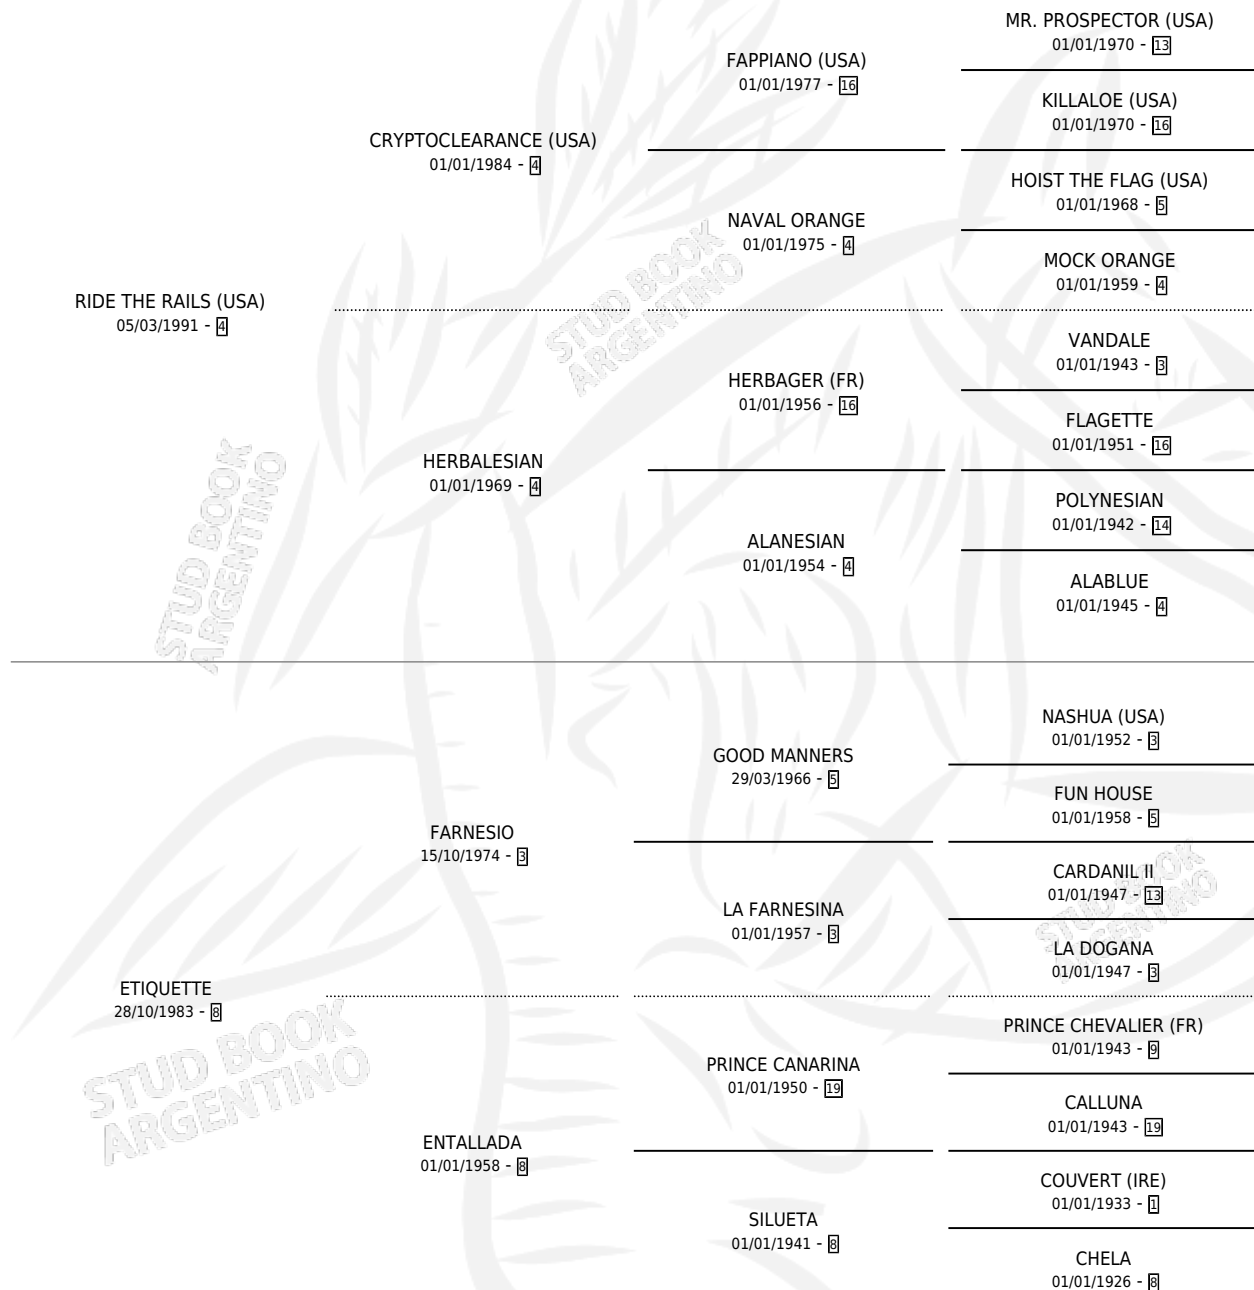 MR. PROSPECTOR (USA)
01/01/1970 - 13
FAPPIANO (USA)
01/01/1977 - 16
KILLALOE (USA)
01/01/1970 - 16
CRYPTOCLEARANCE (USA)
01/01/1984 - 4
HOIST THE FLAG (USA)
01/01/1968 - 5
NAVAL ORANGE
01/01/1975 - 4
MOCK ORANGE
01/01/1959 - 4
STUD BOOK
ARGENTINO
RIDE THE RAILS (USA)
05/03/1991 - 4
VANDALE
01/01/1943 - 3
HERBAGER (FR)
01/01/1956 - 16
FLAGETTE
01/01/1951 - 16
HERBALESIAN
01/01/1969 - 4
POLYNESIAN
01/01/1942 - 14
ALANESIAN
01/01/1954 - 4
ALABLUE
01/01/1945 - 4
STUD BOOK
ARGENTINO
NASHUA (USA)
01/01/1952 - 3
GOOD MANNERS
29/03/1966 - 5
FUN HOUSE
01/01/1958 - 5
FARNESIO
15/10/1974 - 3
CARDANIL II
01/01/1947 - 13
LA FARNESINA
01/01/1957 - 3
LA DOGANA
01/01/1947 - 3
STUD BOOK
ARGENTINO
ETIQUETTE
28/10/1983 - 8
PRINCE CHEVALIER (FR)
01/01/1943 - 9
PRINCE CANARINA
01/01/1950 - 19
CALLUNA
01/01/1943 - 19
STUD BOOK
ARGENTINO
ENTALLADA
01/01/1958 - 8
COUVERT (IRE)
01/01/1933 - 1
SILUETA
01/01/1941 - 8
CHELA
01/01/1926 - 8